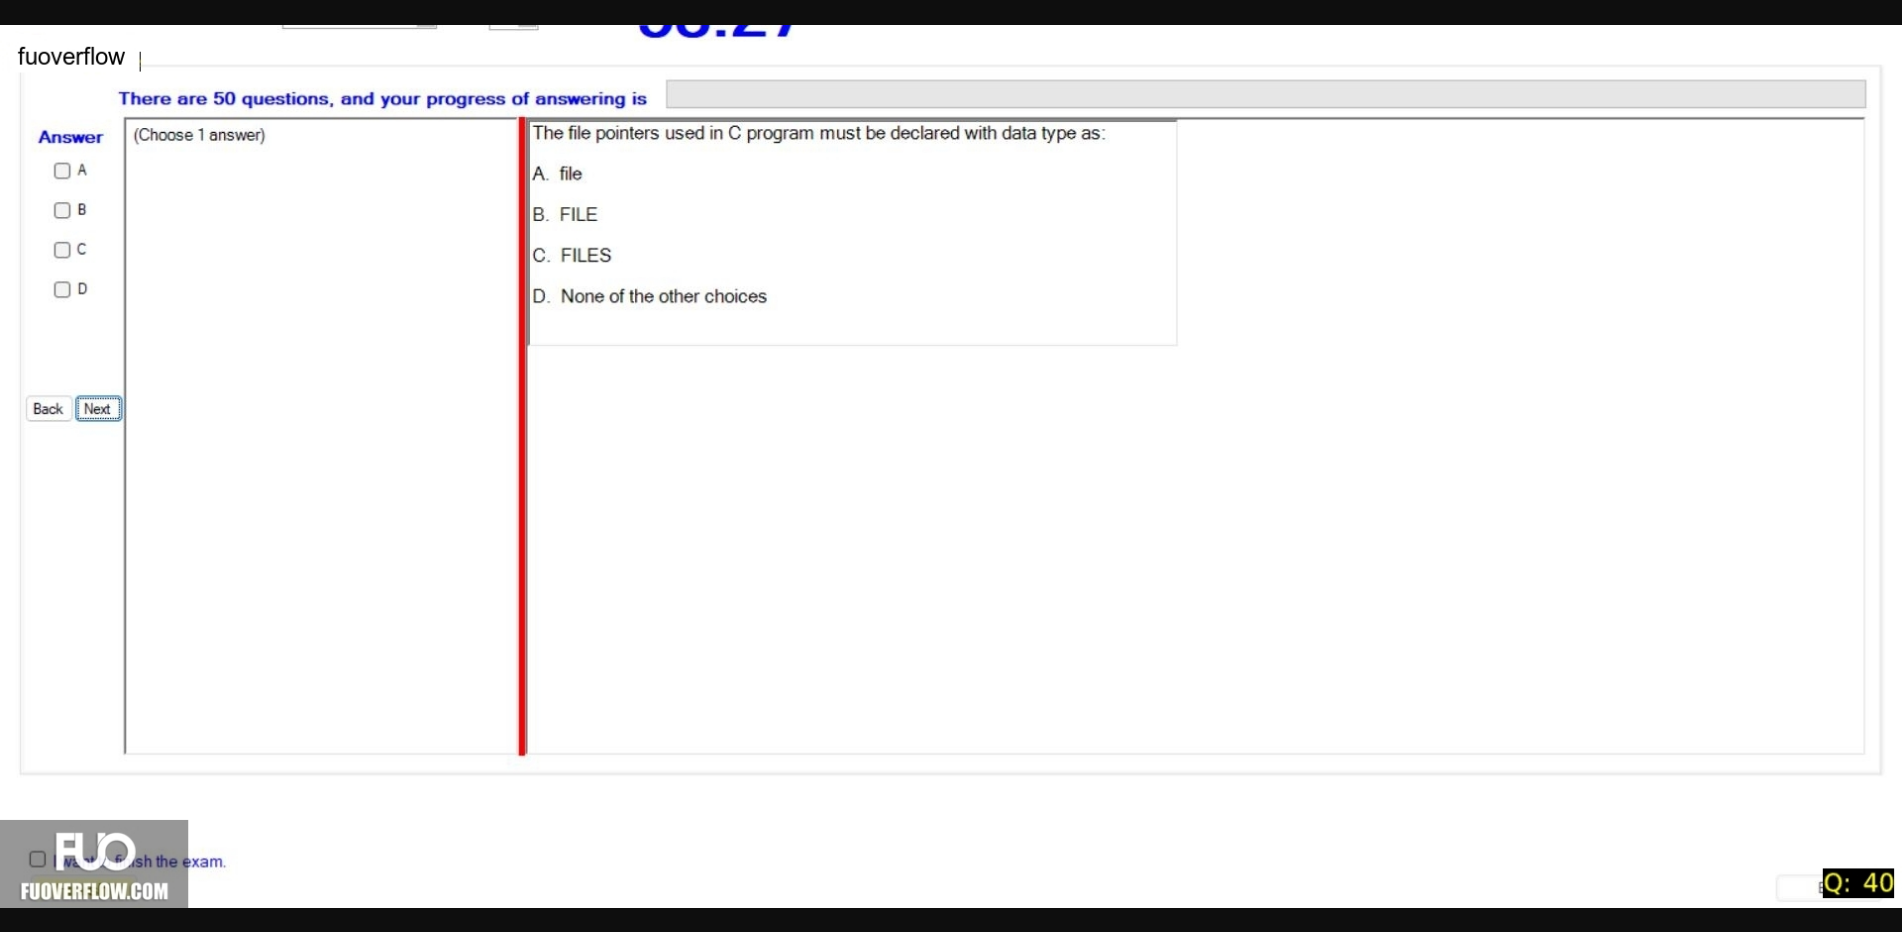 fuoverflow
There are 50 questions, and your progress of answering is
Answer
(Choose 1 answer)
A
B
C
D
Back Next
The file pointers used in C program must be declared with data type as:
A. file
B. FILE
C. FILES
D. None of the other choices
FUO
the exam.
FUOVERFLOW.COM
Q: 40